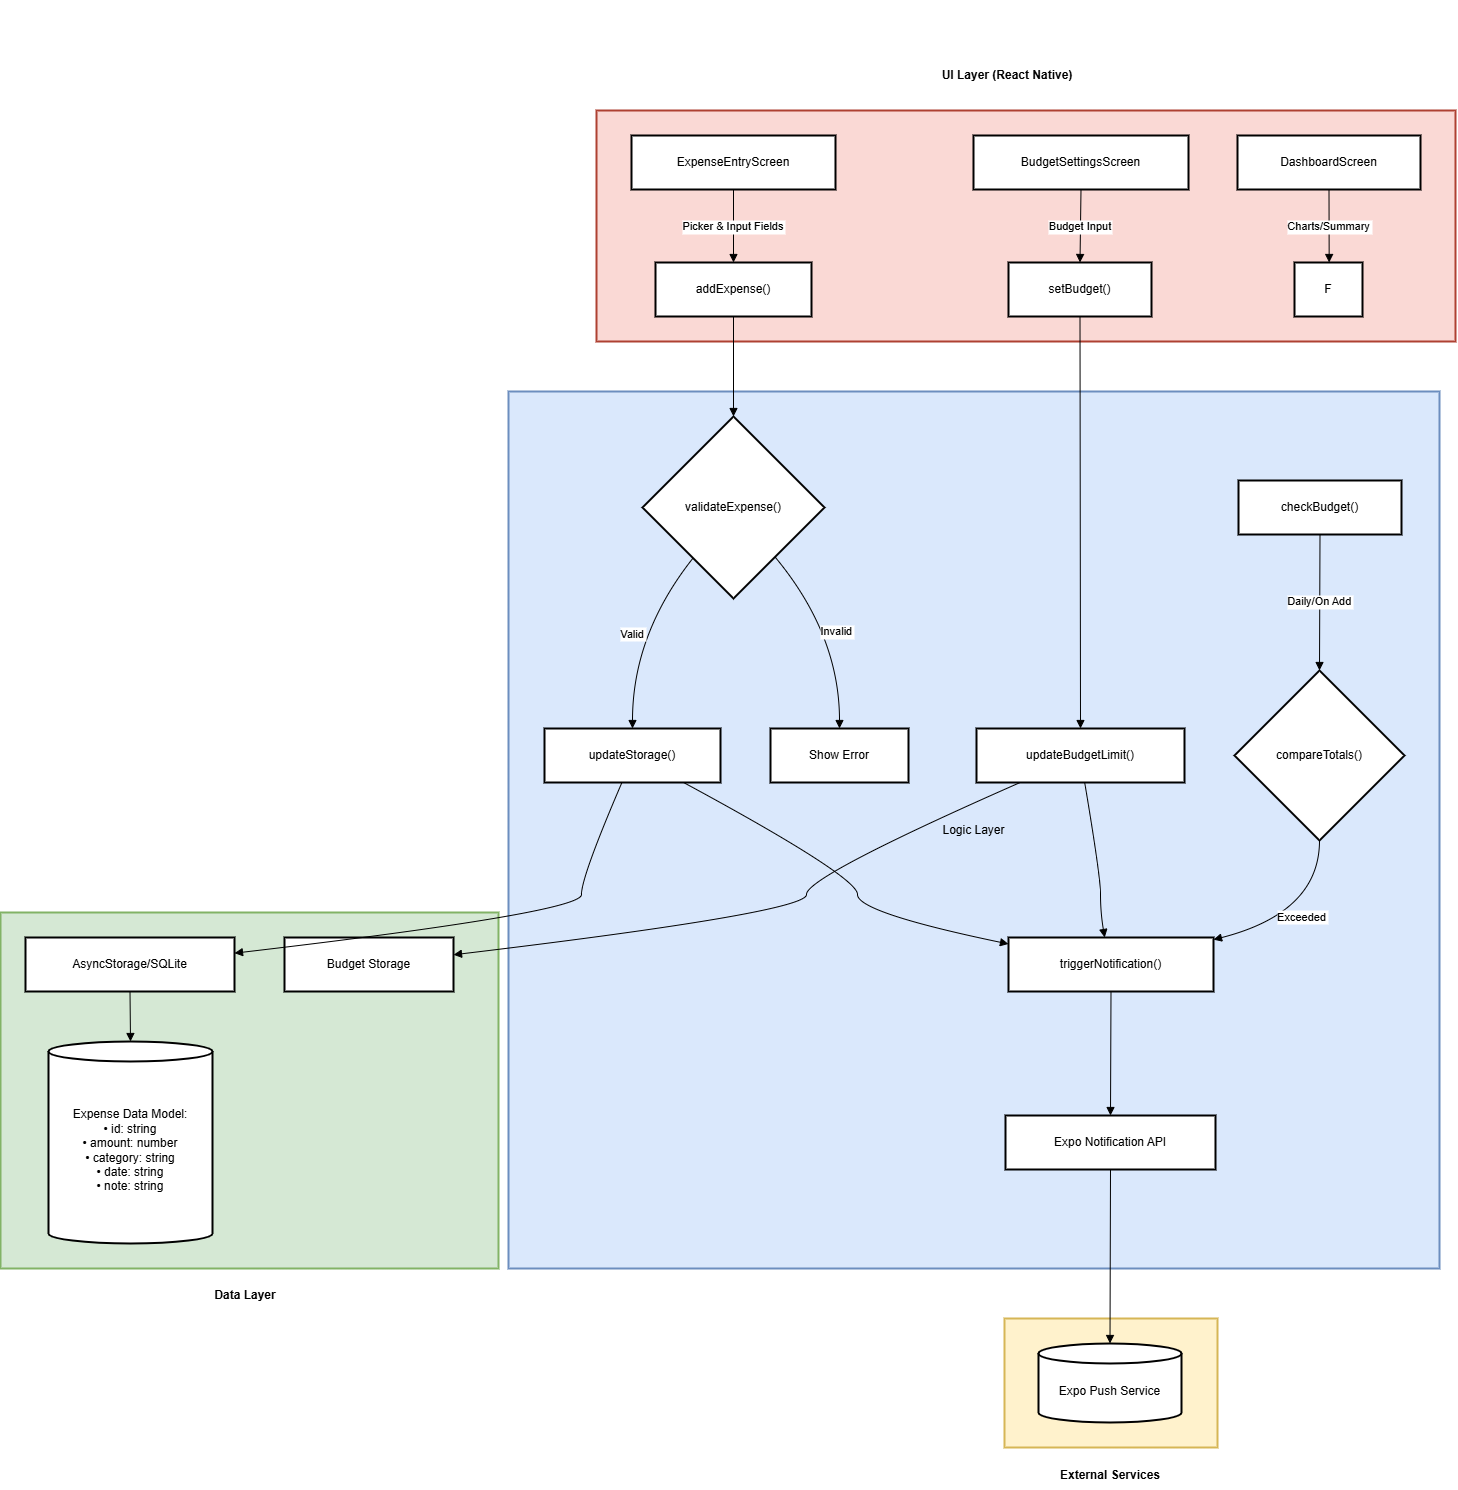 UI Layer (React Native)
ExpenseEntryScreen
BudgetSettingsScreen
DashboardScreen
Picker & Input Fields
Budget Input
Charts/Summary
addExpense()
setBudget()
F
validateExpense()
checkBudget()
Daily/On Add
Valid
Invalid
updateStorage()
Show Error
updateBudgetLimit()
compareTotals()
Logic Layer
Exceeded
AsyncStorage/SQLite
Budget Storage
triggerNotification()
Expense Data Model:
• id: string
• amount: number
• category: string
• date: string
• note: string
Expo Notification API
Data Layer
Expo Push Service
External Services